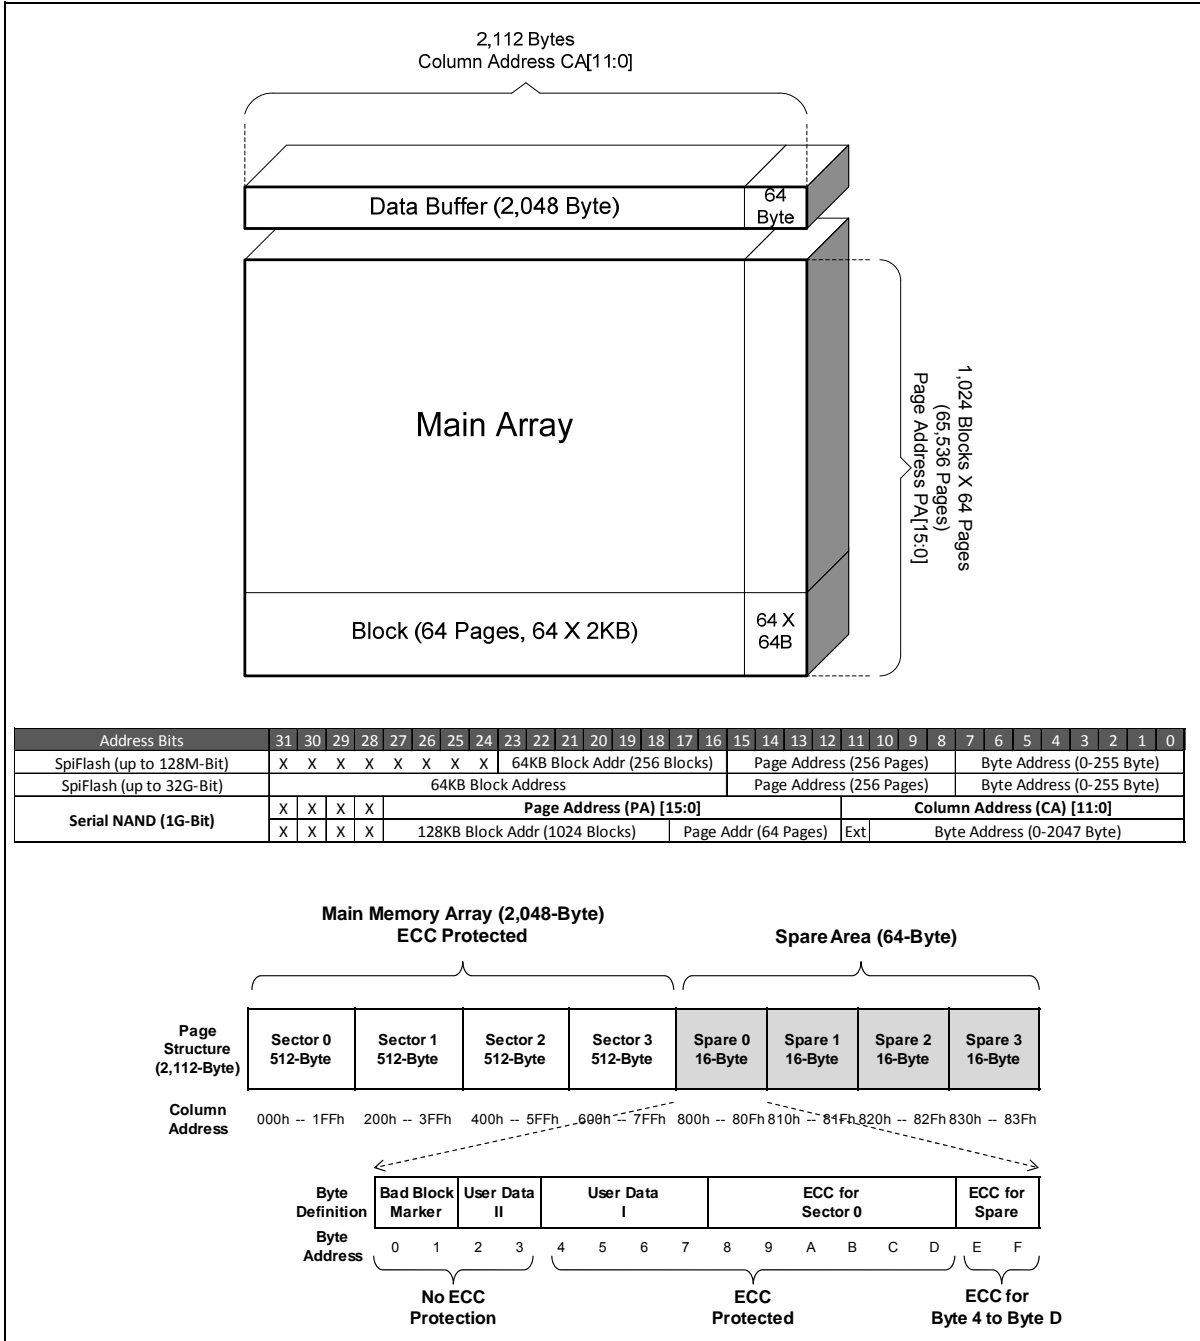 2,112 Bytes
Column Address CA[11:0]
Data Buffer (2,048 Byte)
64
Byte
Main Array
1,024 Blocks X 64 Pages
(65,536 Pages)
Page Address PA[15:0]
Block (64 Pages, 64 X 2KB)
64 X
64B
Address Bits 31 30 29 28 27 26 25 24 23 22 21 20 19 18 17 16 15 14 13 12 11 10 9 8 7 6 5 4 3 2 1 0
SpiFlash (up to 128M-Bit) X X X X X X X X 64KB Block Addr (256 Blocks) Page Address (256 Pages) Byte Address (0-255 Byte)
SpiFlash (up to 32G-Bit) 64KB Block Address Page Address (256 Pages) Byte Address (0-255 Byte)
Serial NAND (1G-Bit) X X X X Page Address (PA) [15:0] Column Address (CA) [11:0]
X X X X 128KB Block Addr (1024 Blocks) Page Addr (64 Pages) Ext Byte Address (0-2047 Byte)
Main Memory Array (2,048-Byte)
ECC Protected
Spare Area (64-Byte)
Page
Structure
(2,112-Byte)
Sector 0
512-Byte
Sector 1
512-Byte
Sector 2
512-Byte
Sector 3
512-Byte
Spare 0
16-Byte
Spare 1
16-Byte
Spare 2
16-Byte
Spare 3
16-Byte
Column
Address
000h -- 1FFh 200h -- 3FFh 400h -- 5FFh 600h -- 7FFh 800h -- 80Fh 810h -- 81Fh 820h -- 82Fh 830h -- 83Fh
Byte
Definition
Bad Block
Marker
User Data
II
User Data
I
ECC for
Sector 0
ECC for
Spare
Byte
Address
0 1 2 3 4 5 6 7 8 9 A B C D E F
No ECC
Protection
ECC
Protected
ECC for
Byte 4 to Byte D